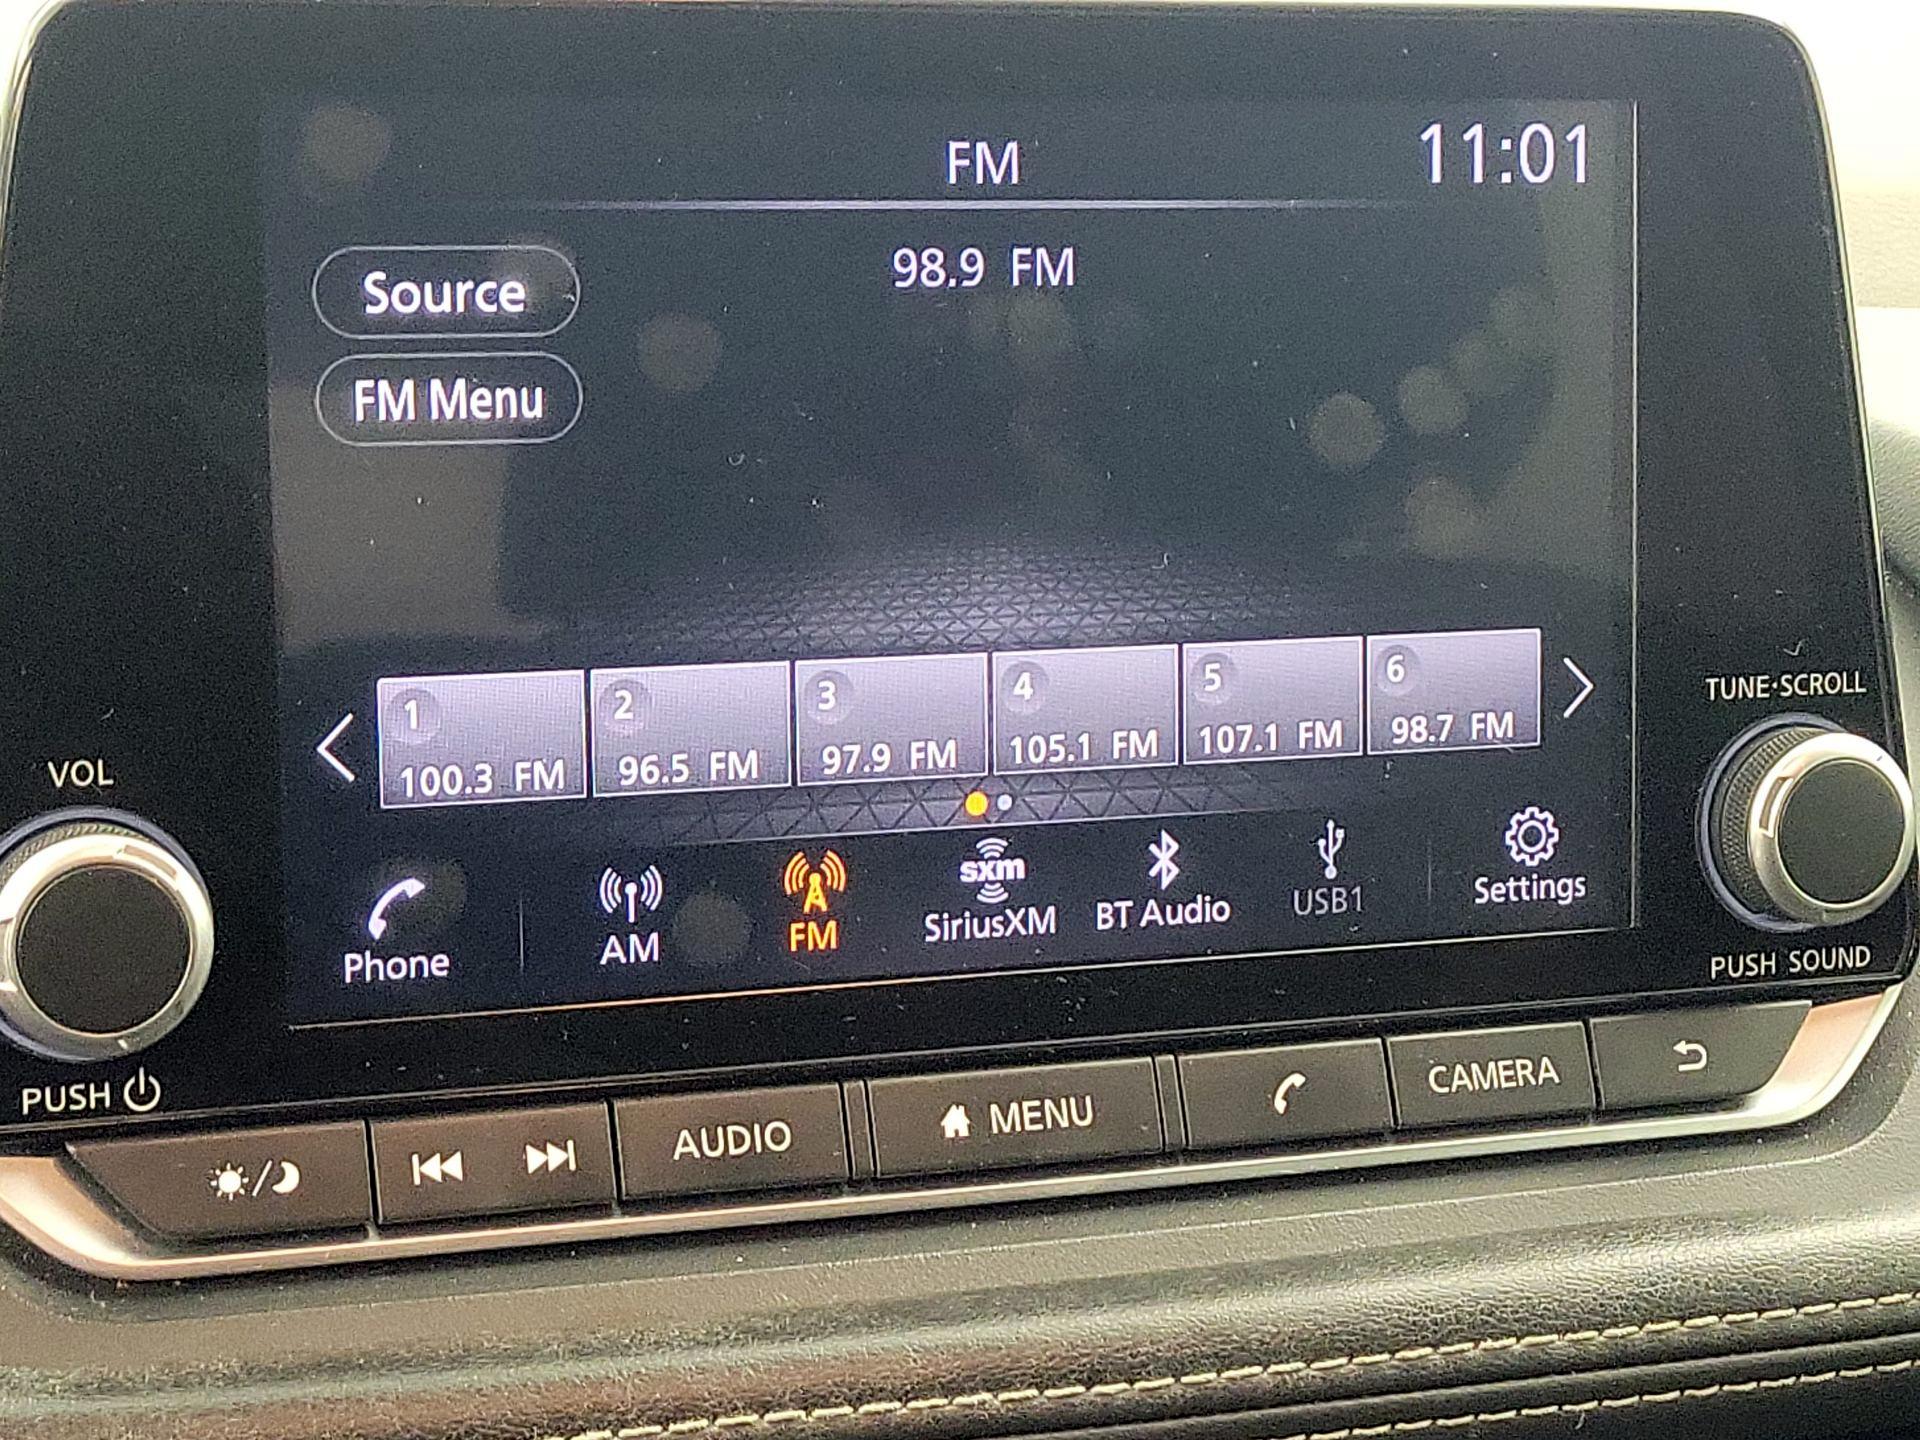 FM
11:01
98.9 FM
Source
FM Menu
1
100.3 FM
2
96.5 FM
3
97.9 FM
4
105.1 FM
5
107.1 FM
6
98.7 FM
Phone
AM
FM
sxm
SiriusXM
BT Audio
USB1
Settings
VOL
PUSH
TUNE·SCROLL
PUSH SOUND
AUDIO
MENU
CAMERA